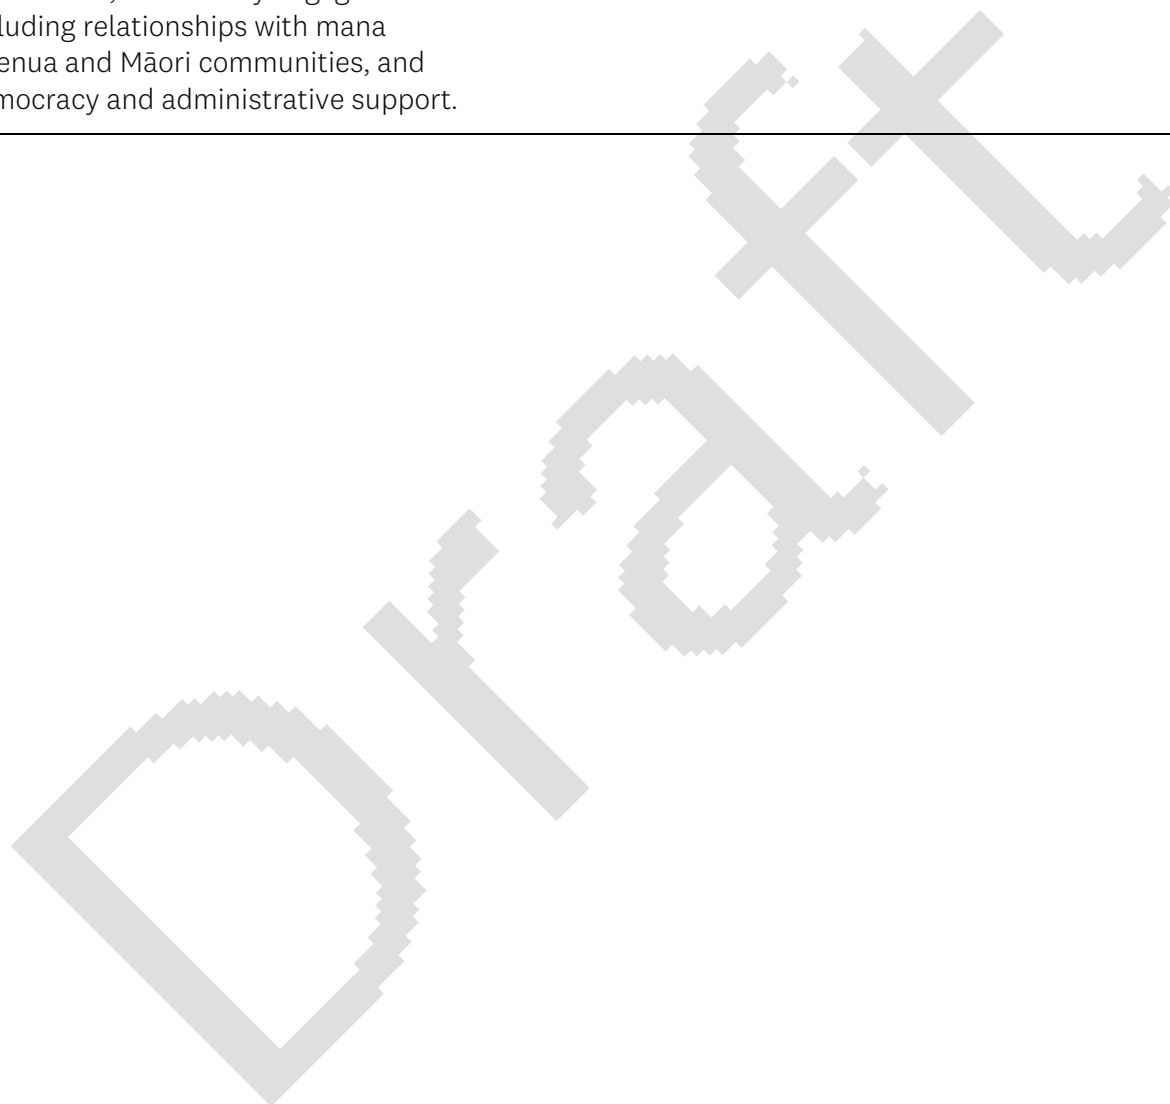 luding relationships with mana
enua and Māori communities, and
mocracy and administrative support.
Draft